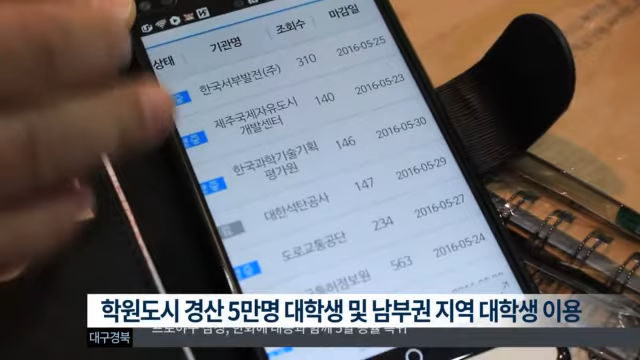 상태 기관명 조회수 마감일
한국서부발전(주) 310 2016-05-25
제주국제자유도시
개발센터 140 2016-05-23
한국과학기술기획
평가원 146 2016-05-30
대한석탄공사 147 2016-05-29
도로교통공단 234 2016-05-27
563 2016-05-24
학원도시 경산 5만명 대학생 및 남부권 지역 대학생 이용
대구경북